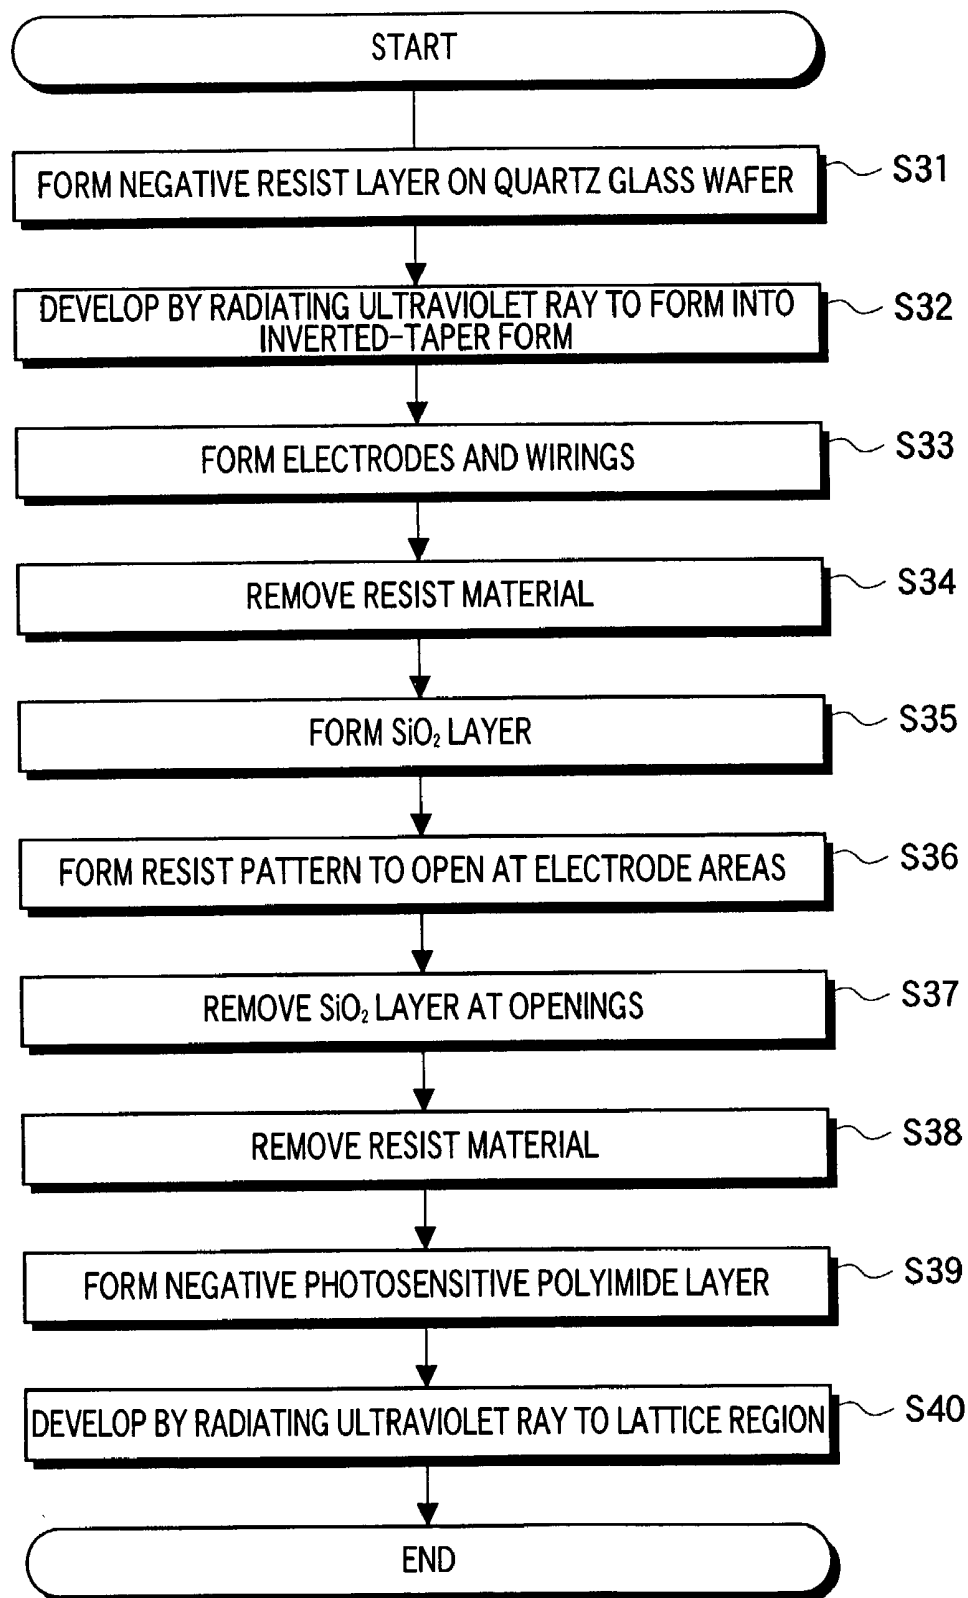 START
FORM NEGATIVE RESIST LAYER ON QUARTZ GLASS WAFER
S31
DEVELOP BY RADIATING ULTRAVIOLET RAY TO FORM INTO
INVERTED-TAPER FORM
S32
FORM ELECTRODES AND WIRINGS
S33
REMOVE RESIST MATERIAL
S34
FORM SiO₂ LAYER
S35
FORM RESIST PATTERN TO OPEN AT ELECTRODE AREAS
S36
REMOVE SiO₂ LAYER AT OPENINGS
S37
REMOVE RESIST MATERIAL
S38
FORM NEGATIVE PHOTOSENSITIVE POLYIMIDE LAYER
S39
DEVELOP BY RADIATING ULTRAVIOLET RAY TO LATTICE REGION
S40
END